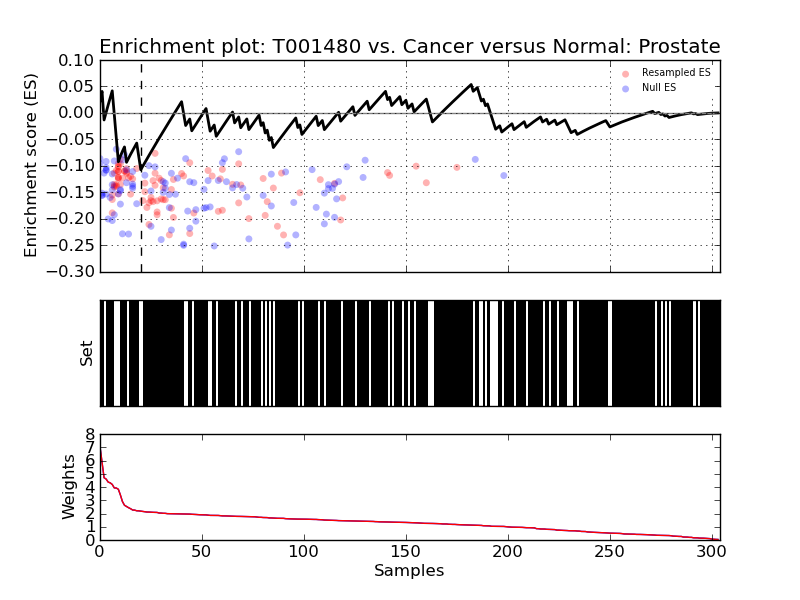 Enrichment plot: T001480 vs. Cancer versus Normal: Prostate
0.10
0.05
0.00
−0.05
−0.10
−0.15
−0.20
−0.25
−0.30
Enrichment score (ES)
Resampled ES
Null ES
Set
8
7
6
5
4
3
2
1
0
Weights
0 50 100 150 200 250 300
Samples